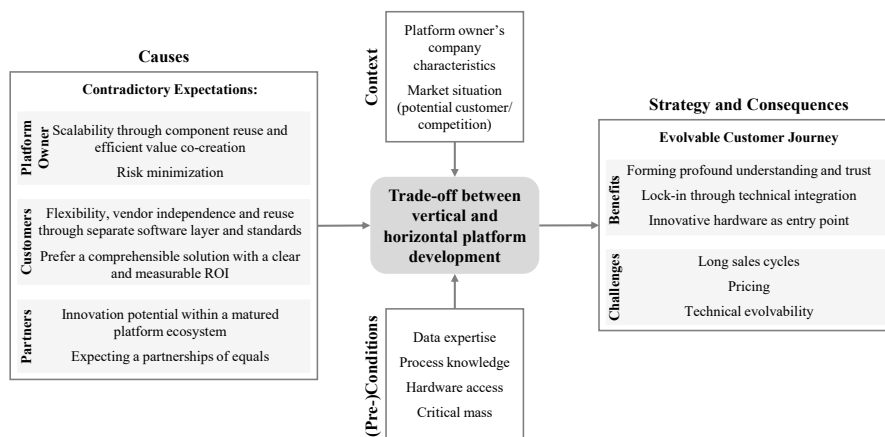 Causes
Contradictory Expectations:
Platform
Owner
Scalability through component reuse and
efficient value co-creation
Risk minimization
Customers
Flexibility, vendor independence and reuse
through separate software layer and standards
Prefer a comprehensible solution with a clear
and measurable ROI
Partners
Innovation potential within a matured
platform ecosystem
Expecting a partnerships of equals
Context
Platform owner's
company
characteristics
Market situation
(potential customer/
competition)
Trade-off between
vertical and
horizontal platform
development
(Pre-)Conditions
Data expertise
Process knowledge
Hardware access
Critical mass
Strategy and Consequences
Evolvable Customer Journey
Benefits
Forming profound understanding and trust
Lock-in through technical integration
Innovative hardware as entry point
Challenges
Long sales cycles
Pricing
Technical evolvability